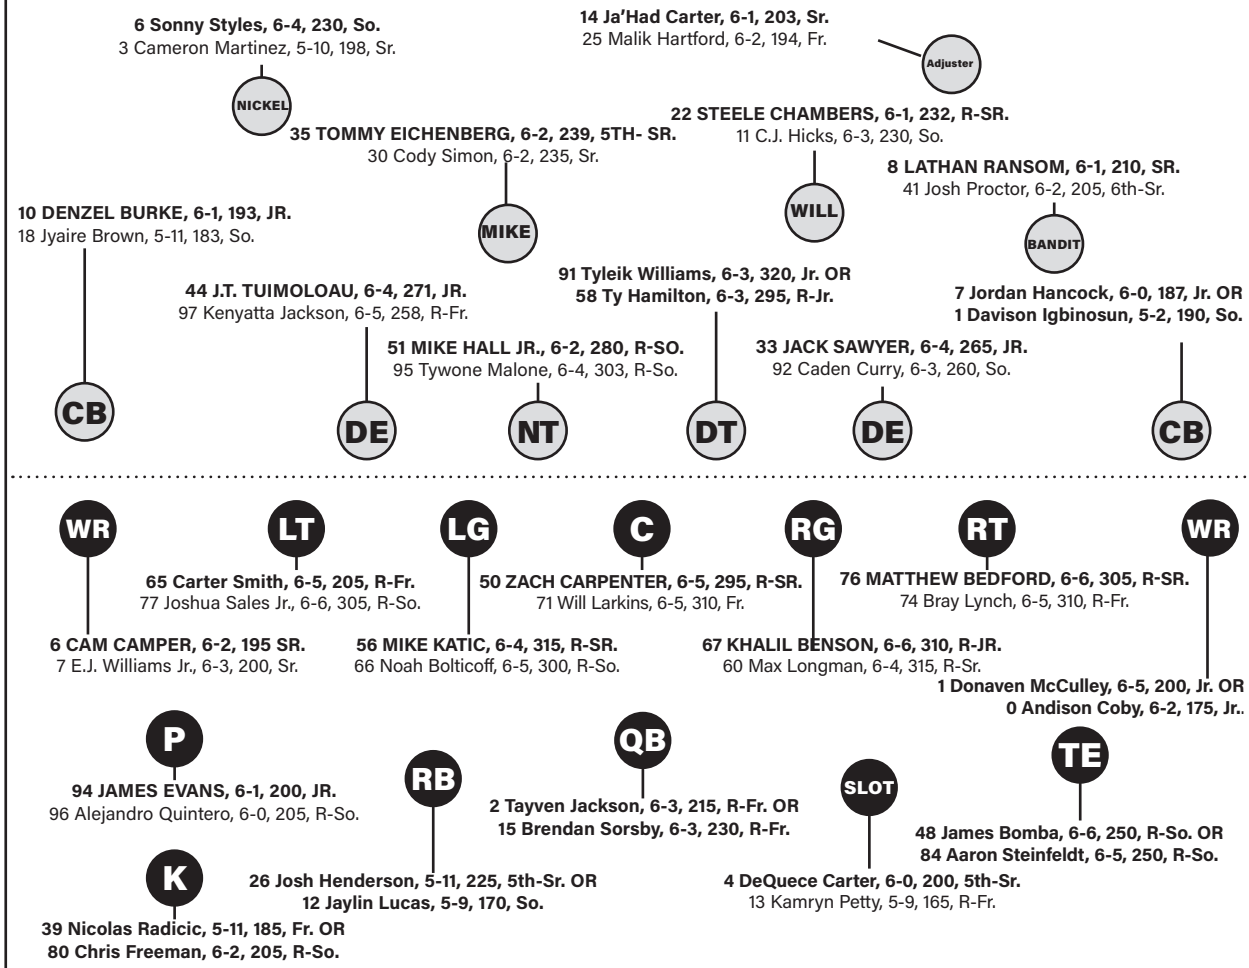 6 Sonny Styles, 6-4, 230, So.
3 Cameron Martinez, 5-10, 198, Sr.
NICKEL
14 Ja’Had Carter, 6-1, 203, Sr.
25 Malik Hartford, 6-2, 194, Fr.
Adjuster
35 TOMMY EICHENBERG, 6-2, 239, 5TH- SR.
30 Cody Simon, 6-2, 235, Sr.
MIKE
22 STEELE CHAMBERS, 6-1, 232, R-SR.
11 C.J. Hicks, 6-3, 230, So.
WILL
8 LATHAN RANSOM, 6-1, 210, SR.
41 Josh Proctor, 6-2, 205, 6th-Sr.
BANDIT
10 DENZEL BURKE, 6-1, 193, JR.
18 Jyaire Brown, 5-11, 183, So.
CB
44 J.T. TUIMOLOAU, 6-4, 271, JR.
97 Kenyatta Jackson, 6-5, 258, R-Fr.
DE
51 MIKE HALL JR., 6-2, 280, R-SO.
95 Tywone Malone, 6-4, 303, R-So.
NT
91 Tyleik Williams, 6-3, 320, Jr. OR
58 Ty Hamilton, 6-3, 295, R-Jr.
DT
33 JACK SAWYER, 6-4, 265, JR.
92 Caden Curry, 6-3, 260, So.
DE
7 Jordan Hancock, 6-0, 187, Jr. OR
1 Davison Igbinosun, 5-2, 190, So.
CB
WR
6 CAM CAMPER, 6-2, 195 SR.
7 E.J. Williams Jr., 6-3, 200, Sr.
LT
65 Carter Smith, 6-5, 205, R-Fr.
77 Joshua Sales Jr., 6-6, 305, R-So.
LG
56 MIKE KATIC, 6-4, 315, R-SR.
66 Noah Bolticoff, 6-5, 300, R-So.
C
50 ZACH CARPENTER, 6-5, 295, R-SR.
71 Will Larkins, 6-5, 310, Fr.
RG
67 KHALIL BENSON, 6-6, 310, R-JR.
60 Max Longman, 6-4, 315, R-Sr.
RT
76 MATTHEW BEDFORD, 6-6, 305, R-SR.
74 Bray Lynch, 6-5, 310, R-Fr.
WR
1 Donaven McCulley, 6-5, 200, Jr. OR
0 Andison Coby, 6-2, 175, Jr..
P
94 JAMES EVANS, 6-1, 200, JR.
96 Alejandro Quintero, 6-0, 205, R-So.
K
39 Nicolas Radicic, 5-11, 185, Fr. OR
80 Chris Freeman, 6-2, 205, R-So.
RB
26 Josh Henderson, 5-11, 225, 5th-Sr. OR
12 Jaylin Lucas, 5-9, 170, So.
QB
2 Tayven Jackson, 6-3, 215, R-Fr. OR
15 Brendan Sorsby, 6-3, 230, R-Fr.
SLOT
4 DeQuece Carter, 6-0, 200, 5th-Sr.
13 Kamryn Petty, 5-9, 165, R-Fr.
TE
48 James Bomba, 6-6, 250, R-So. OR
84 Aaron Steinfeldt, 6-5, 250, R-So.